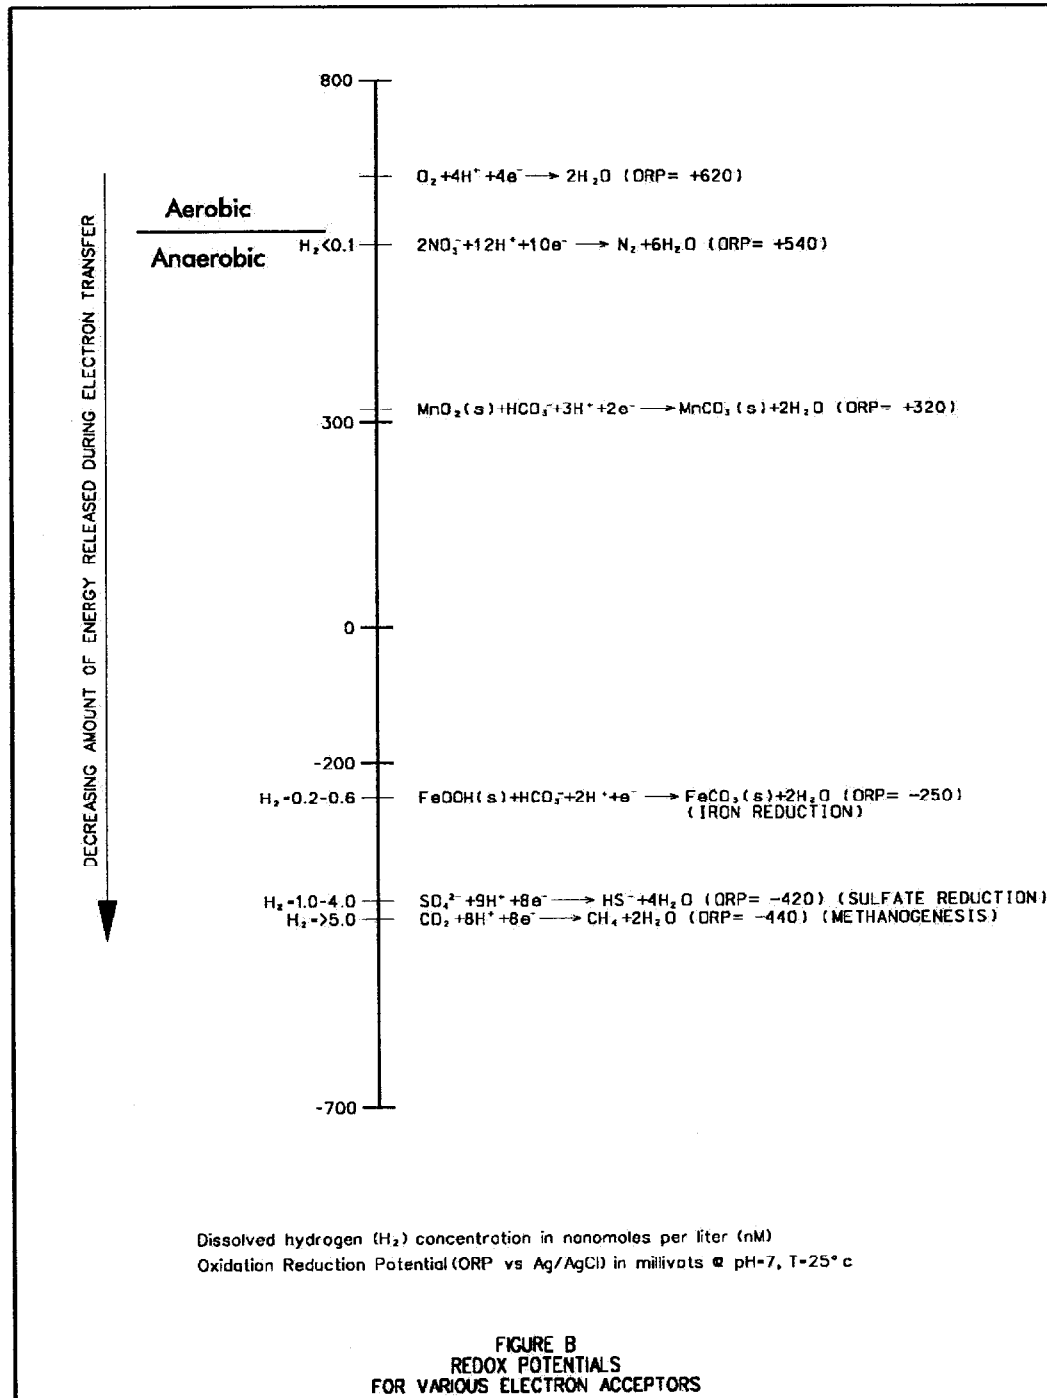 800
O₂+4H⁺+4e⁻ → 2H₂O (ORP= +620)
Aerobic
Anaerobic
H₂<0.1
2NO₃⁻+12H⁺+10e⁻ → N₂+6H₂O (ORP= +540)
MnO₂(s)+HCO₃⁻+3H⁺+2e⁻ → MnCO₃(s)+2H₂O (ORP= +320)
300
0
-200
H₂=0.2-0.6
FeOOH(s)+HCO₃⁻+2H⁺+e⁻ → FeCO₃(s)+2H₂O (ORP= -250)
(IRON REDUCTION)
H₂=1.0-4.0
SO₄²⁻+9H⁺+8e⁻ → HS⁻+4H₂O (ORP= -420) (SULFATE REDUCTION)
H₂=>5.0
CO₂+8H⁺+8e⁻ → CH₄+2H₂O (ORP= -440) (METHANOGENESIS)
-700
DECREASING AMOUNT OF ENERGY RELEASED DURING ELECTRON TRANSFER
Dissolved hydrogen (H₂) concentration in nonomoles per liter (nM)
Oxidation Reduction Potential(ORP vs Ag/AgCl) in millivots @ pH=7, T=25°c
FIGURE B
REDOX POTENTIALS
FOR VARIOUS ELECTRON ACCEPTORS